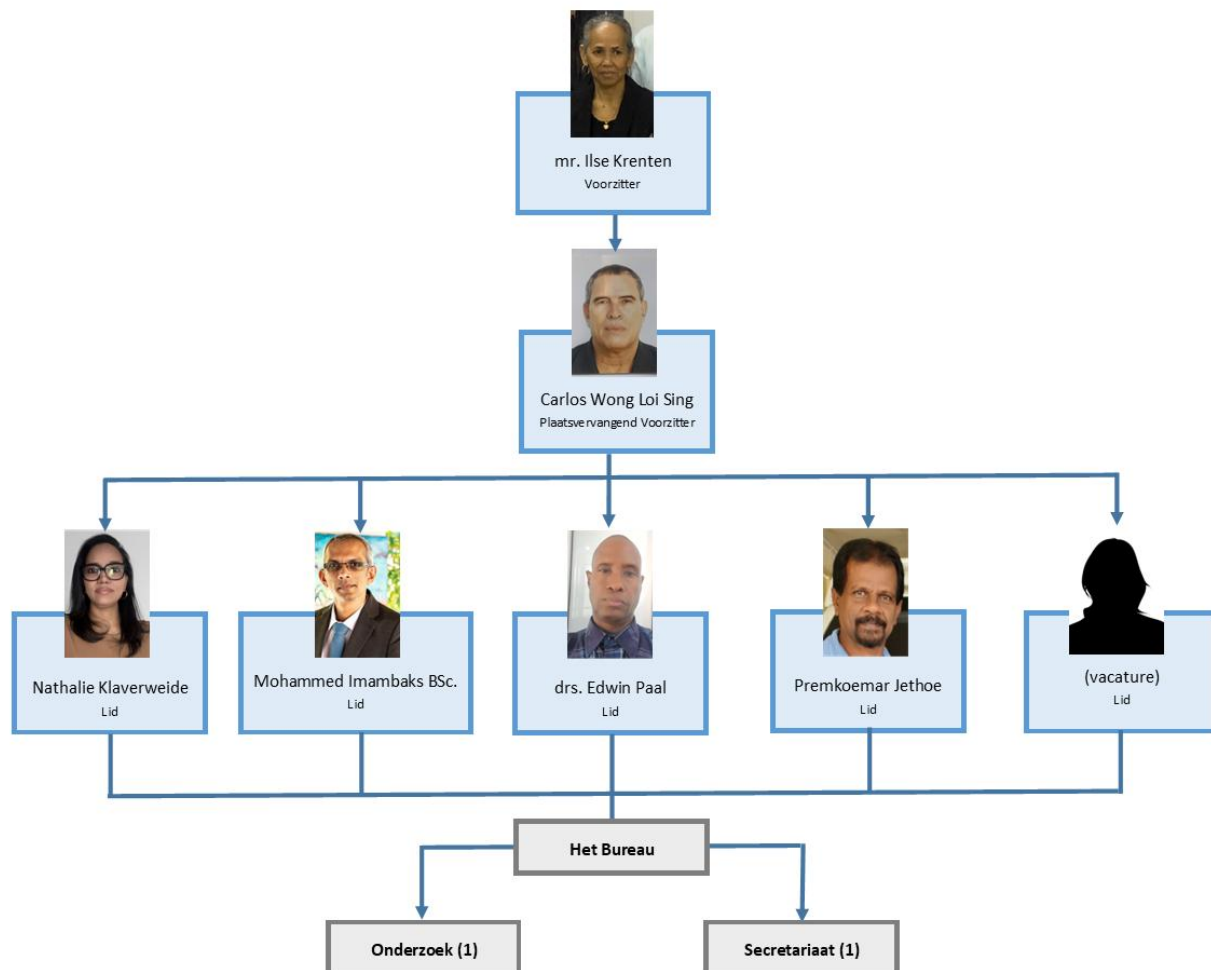 mr. Ilse Krenten
Voorzitter
Carlos Wong Loi Sing
Plaatsvervangend Voorzitter
Nathalie Klaverweide
Lid
Mohammed Imambaks BSc.
Lid
drs. Edwin Paal
Lid
Premkoemar Jethoe
Lid
(vacature)
Lid
Het Bureau
Onderzoek (1)
Secretariaat (1)